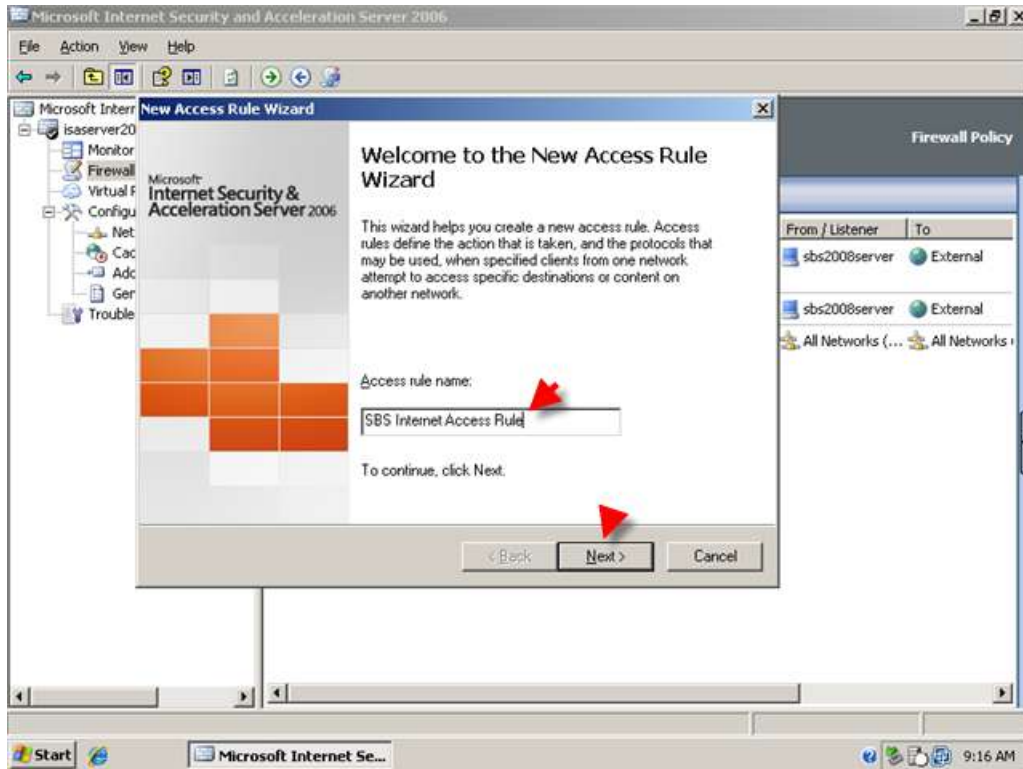 Microsoft Internet Security and Acceleration Server 2006
File Action View Help
Microsoft Interr
isaserver20
Monitor
Firewall
Virtual F
Configu
Net
Cac
Add
Ger
Trouble
New Access Rule Wizard
Microsoft
Internet Security &
Acceleration Server 2006
Welcome to the New Access Rule
Wizard
This wizard helps you create a new access rule. Access
rules define the action that is taken, and the protocols that
may be used, when specified clients from one network
attempt to access specific destinations or content on
another network.
Access rule name:
SBS Internet Access Rule
To continue, click Next.
< Back Next > Cancel
Firewall Policy
From / Listener To
sbs2008server External
sbs2008server External
All Networks (... All Networks
Start Microsoft Internet Se... 9:16 AM